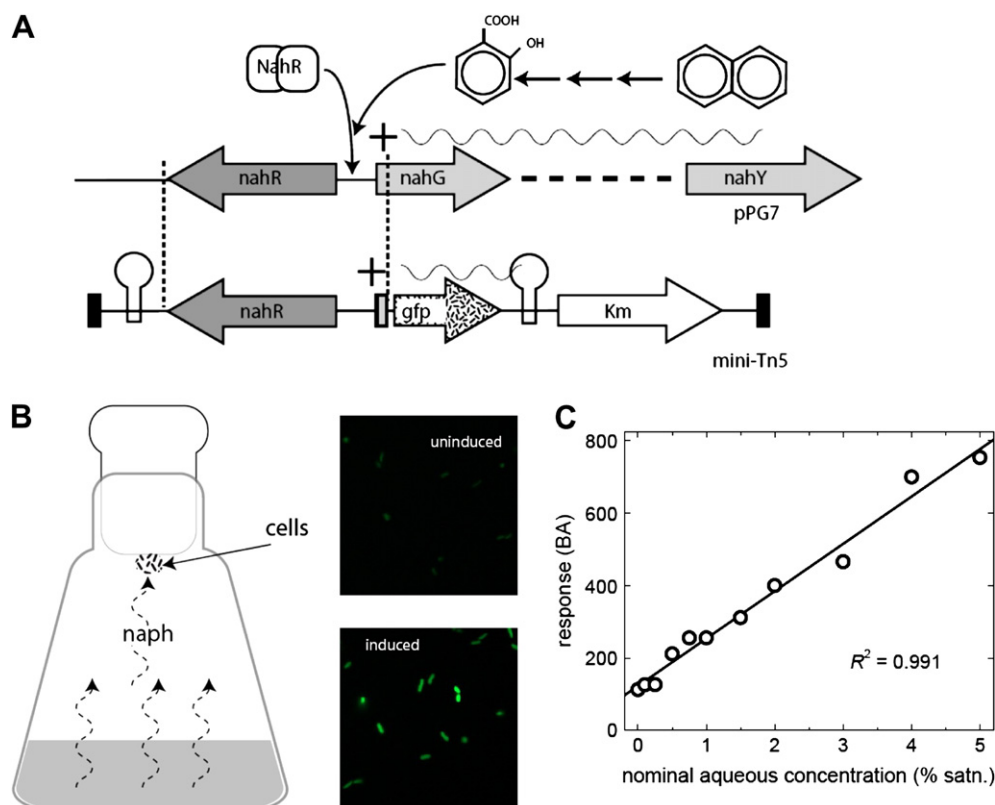 A
COOH
OH
NahR
nahR
nahG
nahY
pPG7
nahR
gfp
Km
mini-Tn5
B
cells
naph
uninduced
induced
C
800
600
400
200
0
response (BA)
R² = 0.991
0 1 2 3 4 5
nominal aqueous concentration (% satn.)